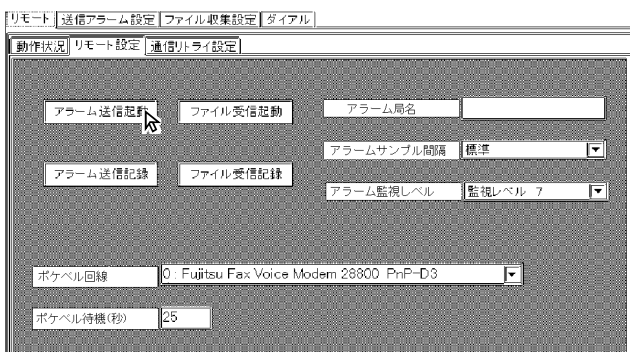 リモート 送信アラーム設定 ファイル収集設定 ダイアル
動作状況 リモート設定 通信リトライ設定
アラーム送信起動 ファイル受信起動 アラーム局名
アラームサンプル間隔 標準
アラーム送信記録 ファイル受信記録
アラーム監視レベル 監視レベル 7
ポケベル回線 0 : Fujitsu Fax Voice Modem 28800 PnP-D3
ポケベル待機(秒) 25